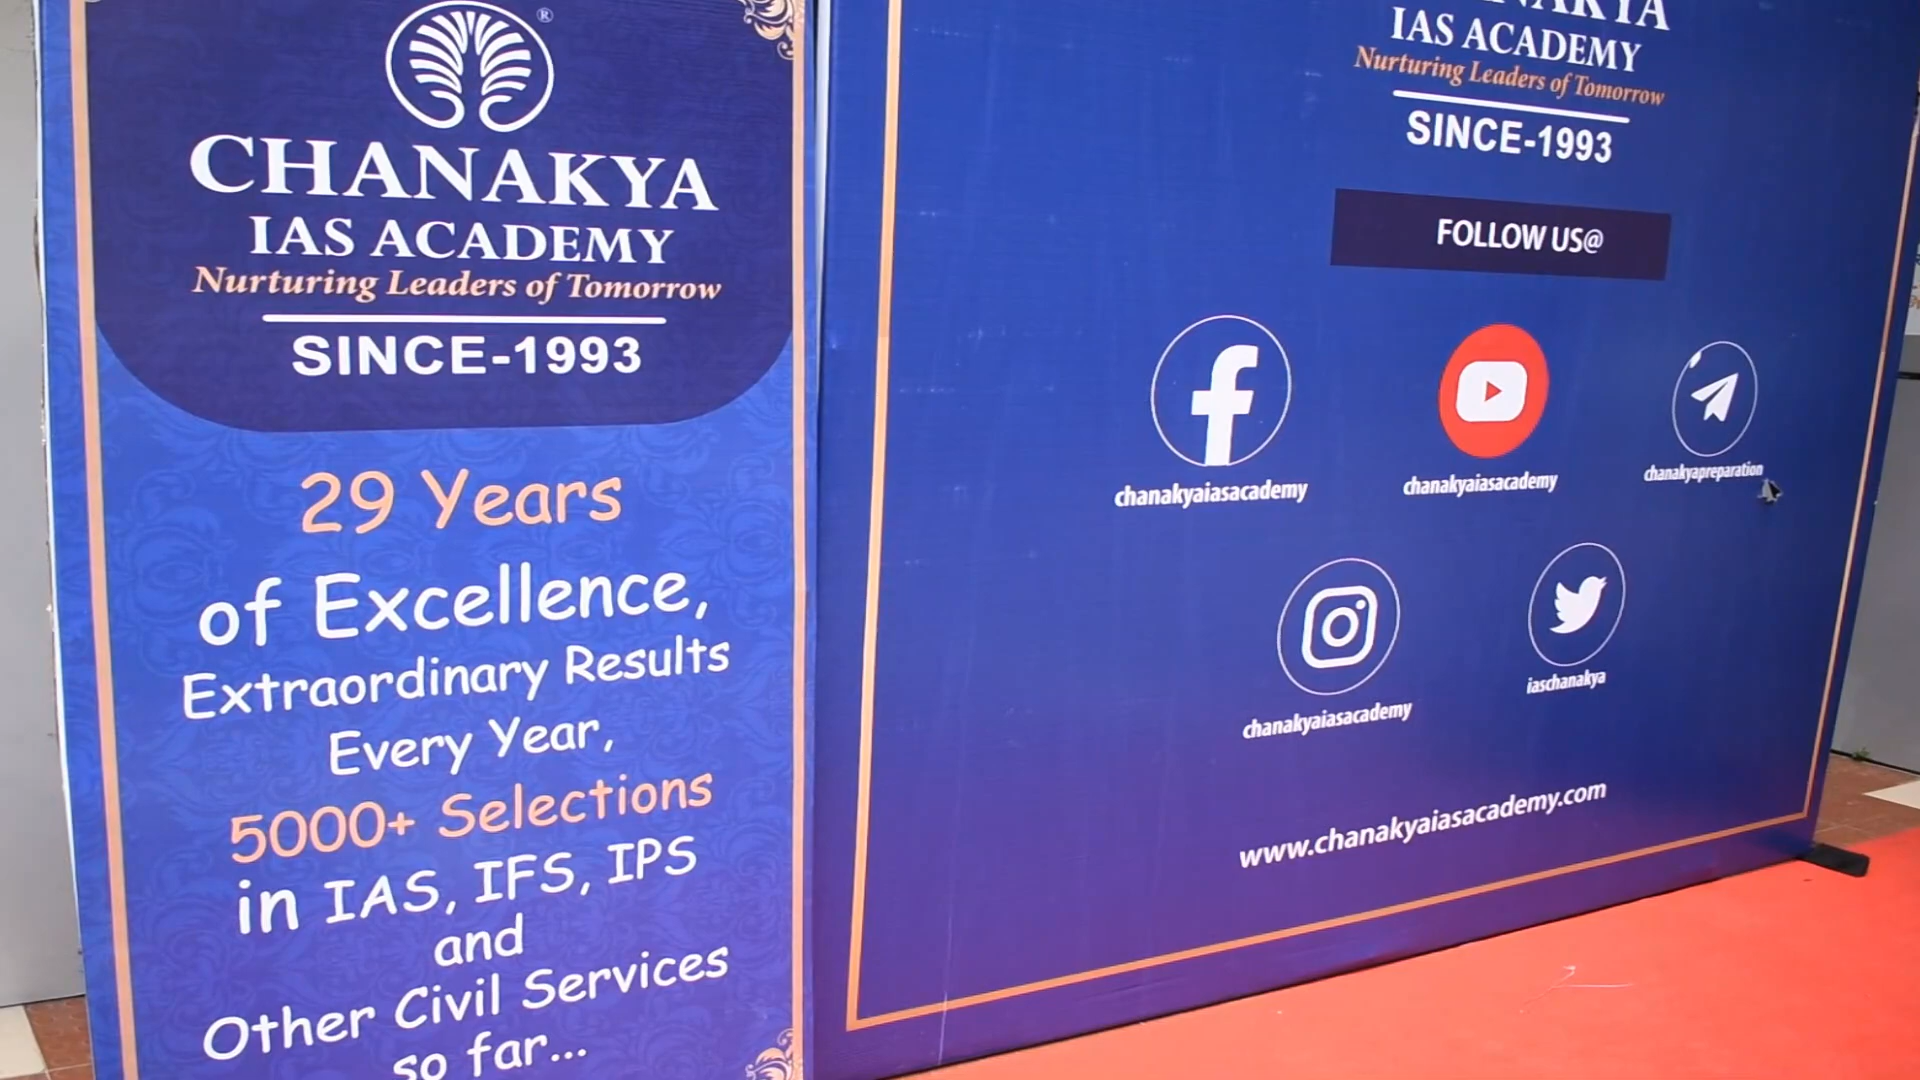 ®
CHANAKYA
IAS ACADEMY
Nurturing Leaders of Tomorrow
SINCE-1993
29 Years
of Excellence,
Extraordinary Results
Every Year,
5000+ Selections
in IAS, IFS, IPS
and
Other Civil Services
so far...
CHANAKYA
IAS ACADEMY
Nurturing Leaders of Tomorrow
SINCE-1993
FOLLOW US@
chanakyaiasacademy
chanakyaiasacademy
chanakyapreparation
chanakyaiasacademy
iaschanakya
www.chanakyaiasacademy.com